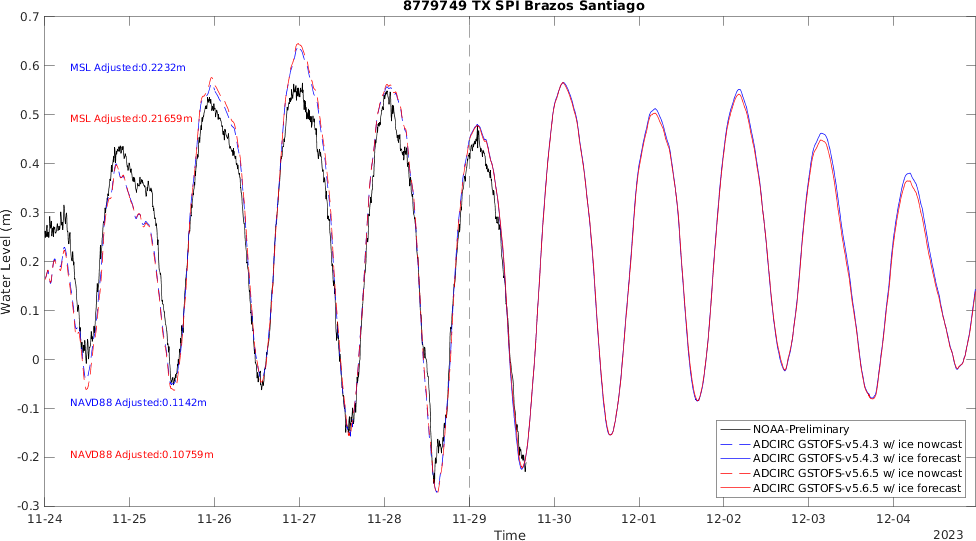 8779749 TX SPI Brazos Santiago
0.7
0.6
0.5
0.4
0.3
0.2
0.1
0
-0.1
-0.2
-0.3
Water Level (m)
MSL Adjusted:0.2232m
MSL Adjusted:0.21659m
NAVD88 Adjusted:0.1142m
NAVD88 Adjusted:0.10759m
NOAA-Preliminary
ADCIRC GSTOFS-v5.4.3 w/ ice nowcast
ADCIRC GSTOFS-v5.4.3 w/ ice forecast
ADCIRC GSTOFS-v5.6.5 w/ ice nowcast
ADCIRC GSTOFS-v5.6.5 w/ ice forecast
11-24 11-25 11-26 11-27 11-28 11-29 11-30 12-01 12-02 12-03 12-04
Time
2023